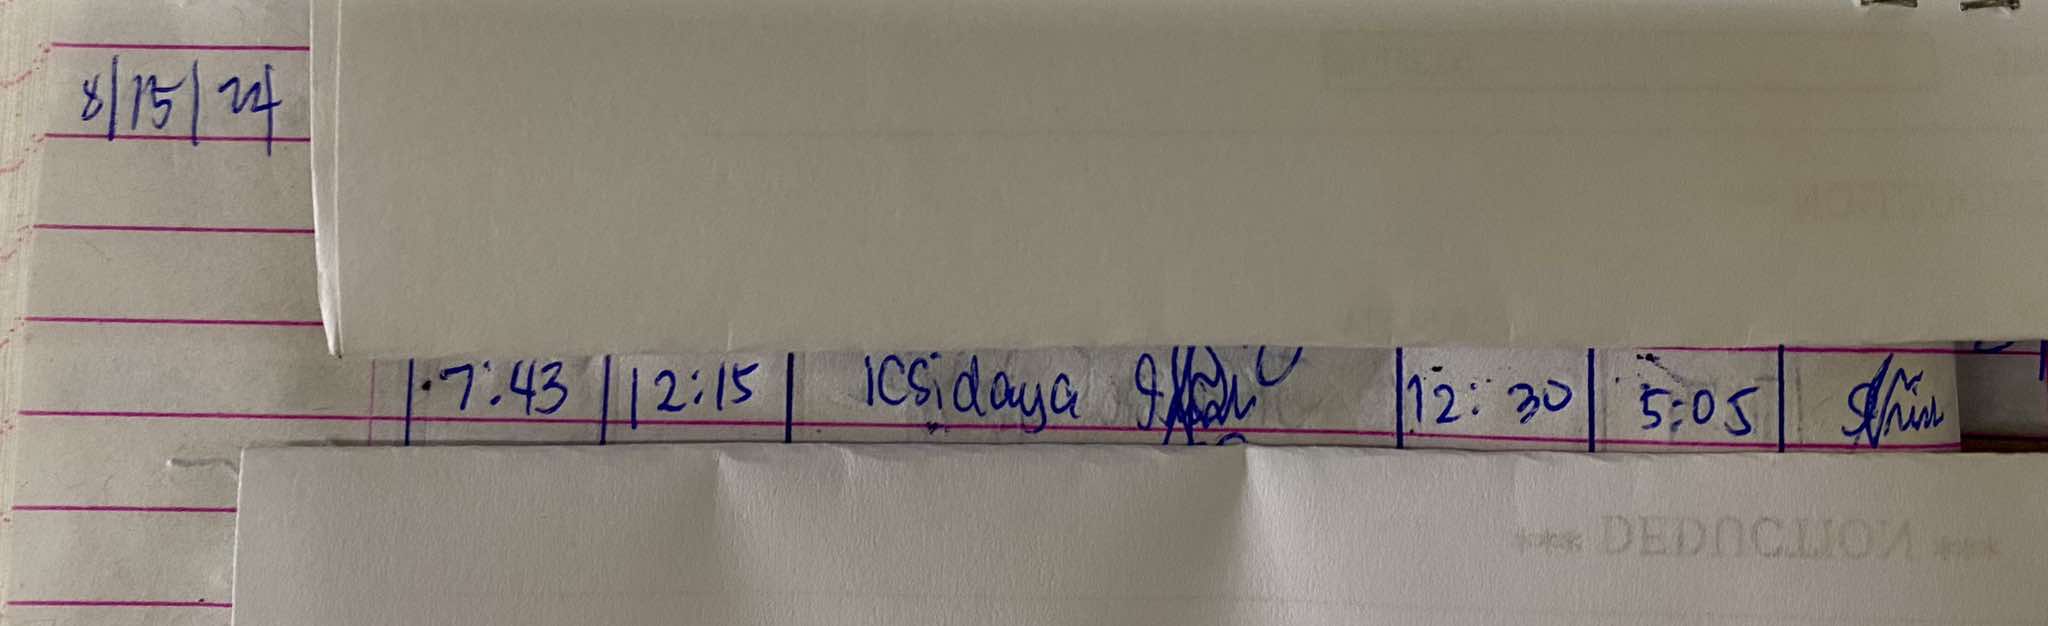 8/15/24
7:43 12:15 ICSidaya 12:30 5:05
*** DEDUCTION ***